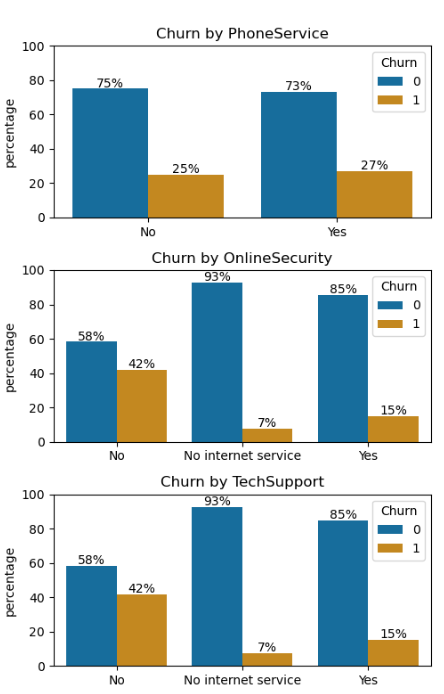 Churn by PhoneService
100
80
60
40
20
0
percentage
75%
25%
73%
27%
No
Yes
Churn
0
1
Churn by OnlineSecurity
100
80
60
40
20
0
percentage
58%
42%
93%
7%
85%
15%
No
No internet service
Yes
Churn
0
1
Churn by TechSupport
100
80
60
40
20
0
percentage
58%
42%
93%
7%
85%
15%
No
No internet service
Yes
Churn
0
1